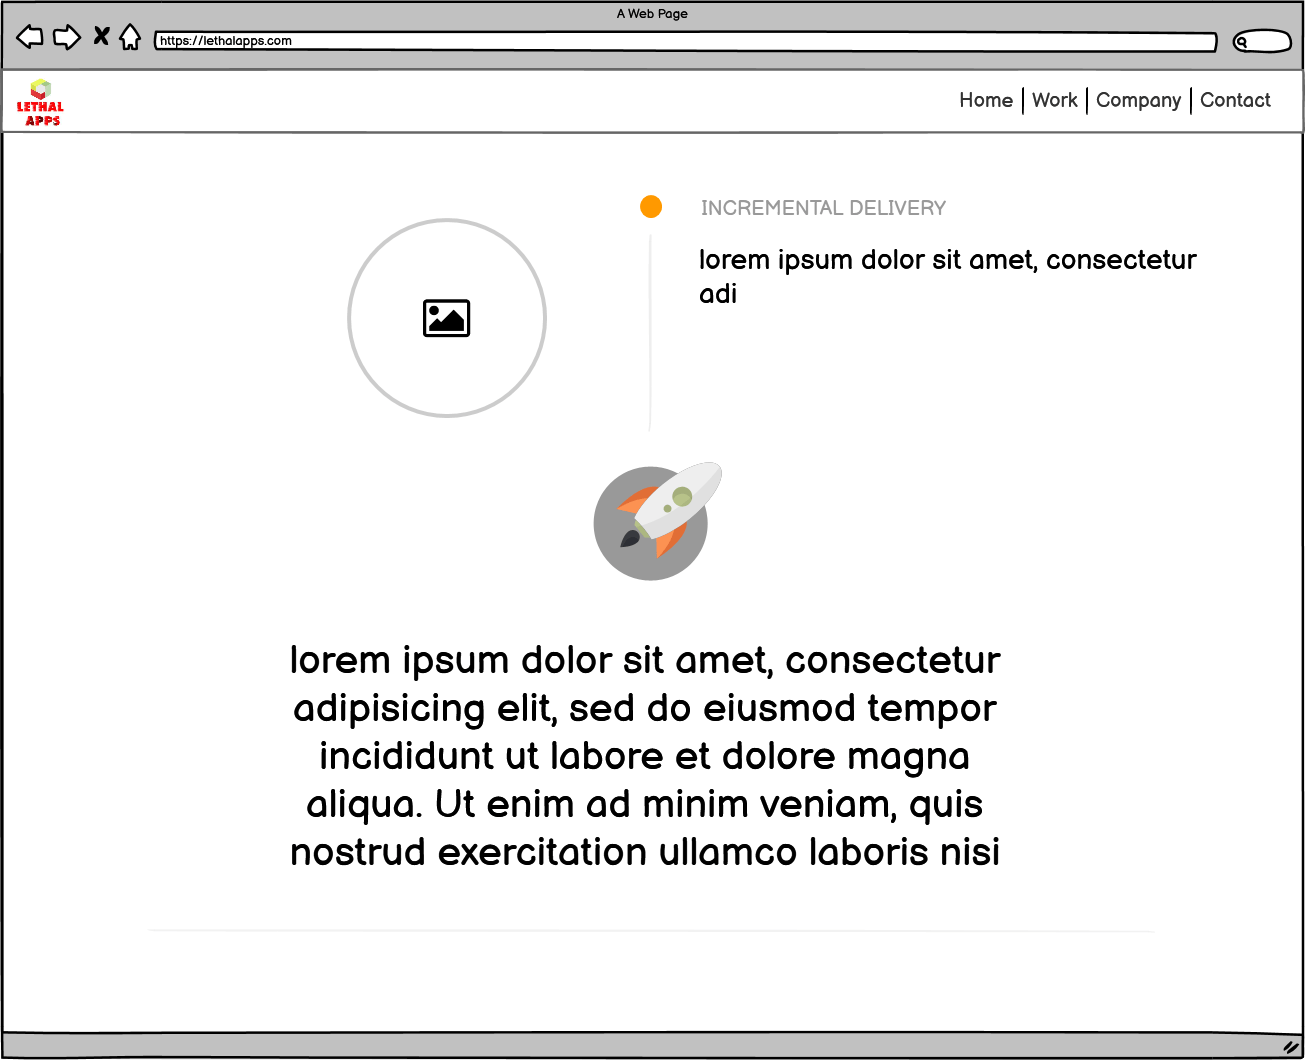 A Web Page
https://lethalapps.com
LETHAL
APPS
Home
Work
Company
Contact
INCREMENTAL DELIVERY
lorem ipsum dolor sit amet, consectetur
adi
lorem ipsum dolor sit amet, consectetur
adipisicing elit, sed do eiusmod tempor
incididunt ut labore et dolore magna
aliqua. Ut enim ad minim veniam, quis
nostrud exercitation ullamco laboris nisi